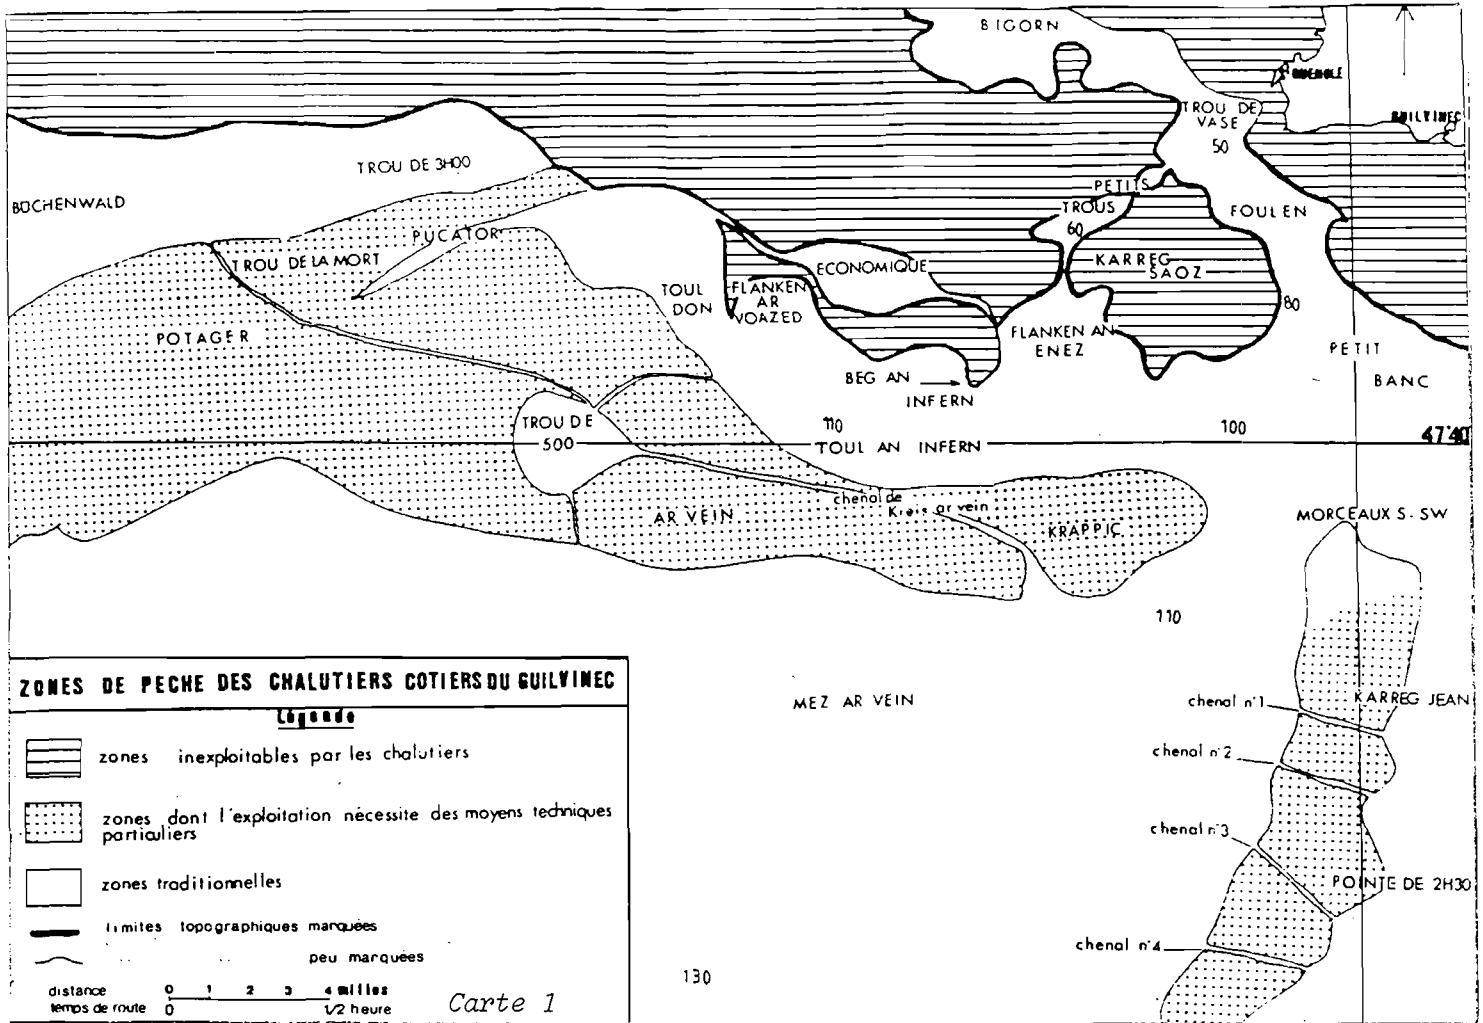 BIGORN
TROU DE
VASE
50
GUILVINEC
TROU DE 3H00
BUCHENWALD
PUCATOR
TROU DE LA MORT
POTAGER
PETITS
TROUS
60
FOULEN
KARREG
SAOZ
80
ECONOMIQUE
TOUL
DON
FLANKEN
AR
VOAZED
FLANKEN AN
ENEZ
PETIT
BANC
BEG AN
INFERN
TROU DE
500
110
100
47°40
TOUL AN INFERN
chenal de
Kreis ar vein
AR VEIN
KRAPPIC
MORCEAUX S-SW
110
MEZ AR VEIN
KARREG JEAN
chenal n°1
chenal n°2
chenal n°3
POINTE DE 2H30
chenal n°4
130
ZONES DE PECHE DES CHALUTIERS COTIERS DU GUILVINEC
Légende
zones inexploitables par les chalutiers
zones dont l'exploitation nécessite des moyens techniques
particuliers
zones traditionnelles
limites topographiques marquées
.. .. peu marquées
distance 0 1 2 3 4 milles
temps de route 0 1/2 heure
Carte 1